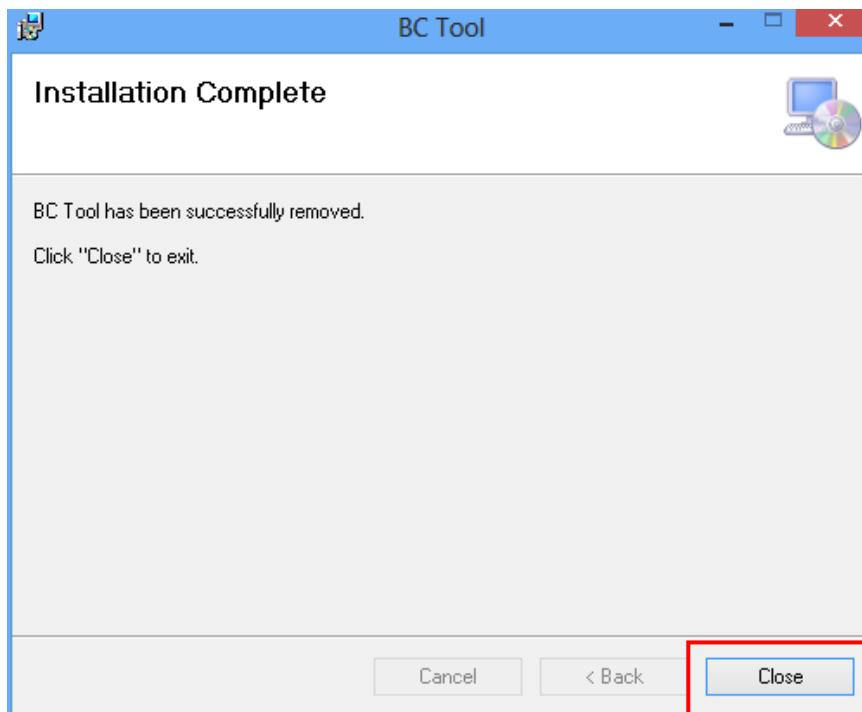 BC Tool
Installation Complete
BC Tool has been successfully removed.
Click "Close" to exit.
Cancel < Back Close